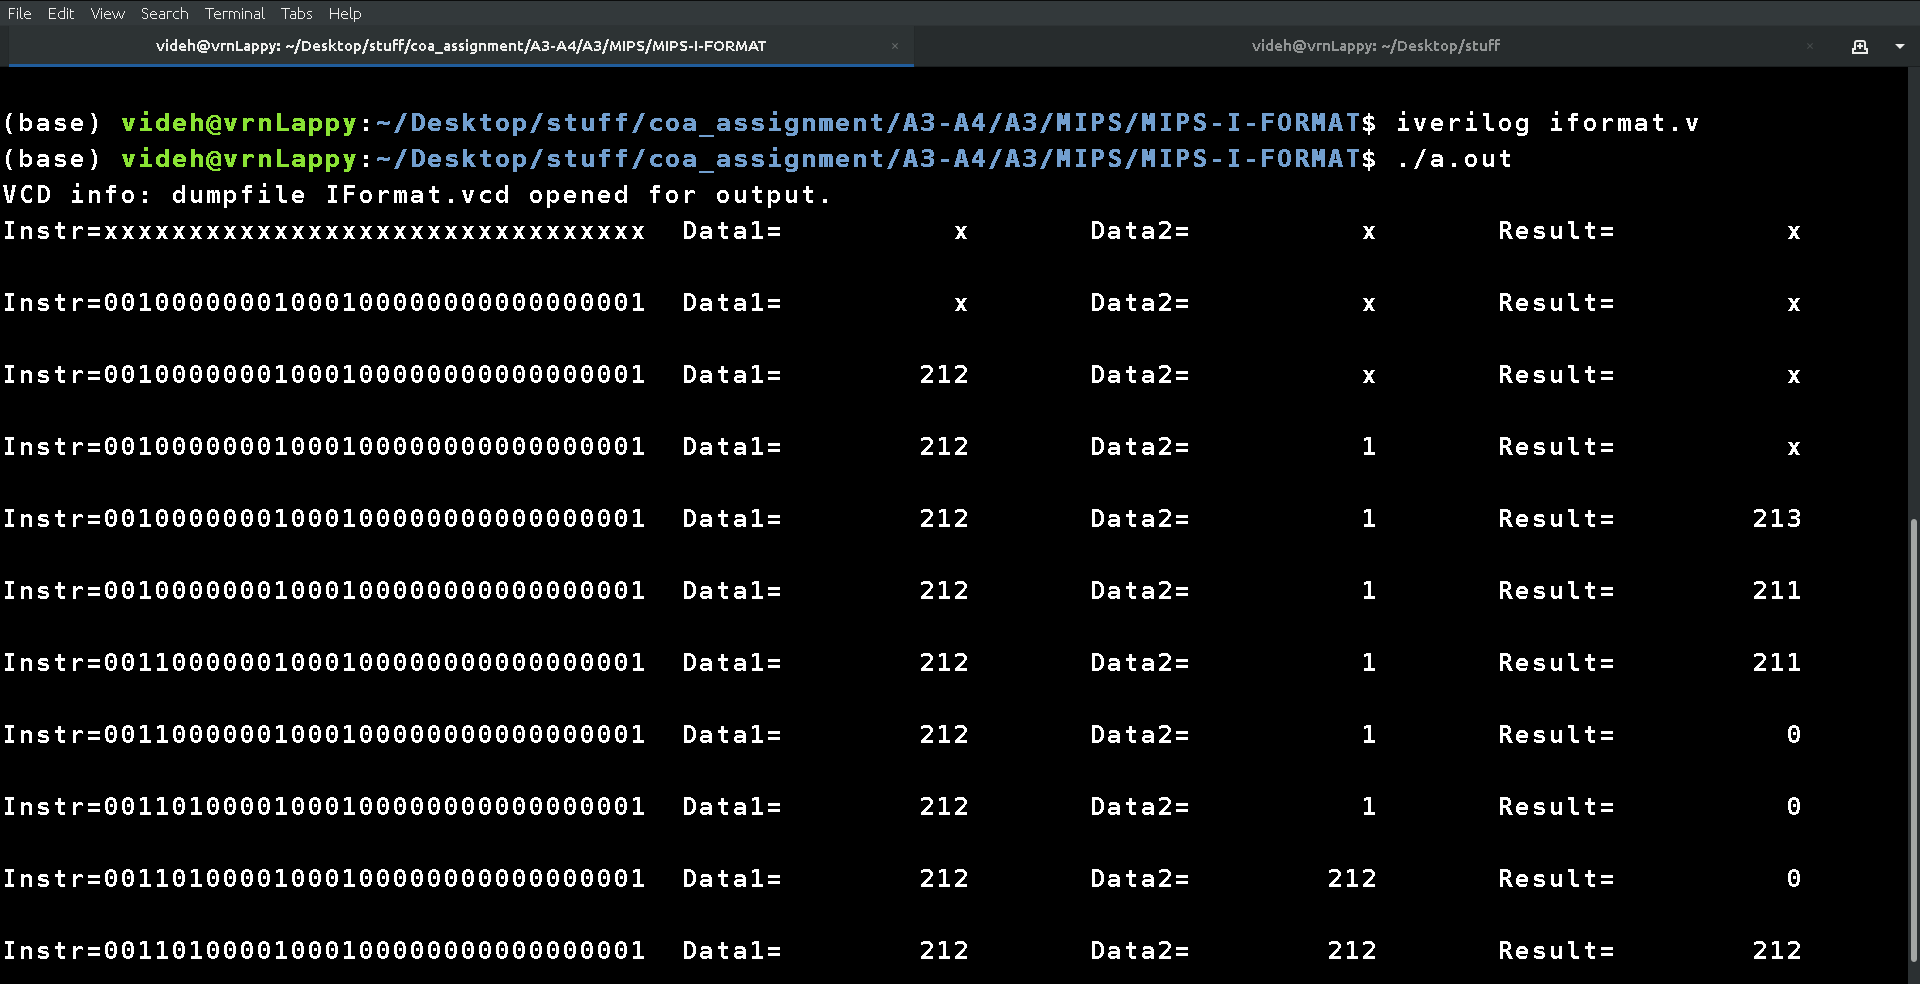 File Edit View Search Terminal Tabs Help
videh@vrnLappy: ~/Desktop/stuff/coa_assignment/A3-A4/A3/MIPS/MIPS-I-FORMAT × videh@vrnLappy: ~/Desktop/stuff ×
(base) videh@vrnLappy:~/Desktop/stuff/coa_assignment/A3-A4/A3/MIPS/MIPS-I-FORMAT$ iverilog iformat.v
(base) videh@vrnLappy:~/Desktop/stuff/coa_assignment/A3-A4/A3/MIPS/MIPS-I-FORMAT$ ./a.out
VCD info: dumpfile IFormat.vcd opened for output.
Instr=xxxxxxxxxxxxxxxxxxxxxxxxxxxxxxxx Data1= x Data2= x Result= x
Instr=00100000001000100000000000000001 Data1= x Data2= x Result= x
Instr=00100000001000100000000000000001 Data1= 212 Data2= x Result= x
Instr=00100000001000100000000000000001 Data1= 212 Data2= 1 Result= x
Instr=00100000001000100000000000000001 Data1= 212 Data2= 1 Result= 213
Instr=00100000001000100000000000000001 Data1= 212 Data2= 1 Result= 211
Instr=00110000001000100000000000000001 Data1= 212 Data2= 1 Result= 211
Instr=00110000001000100000000000000001 Data1= 212 Data2= 1 Result= 0
Instr=00110100001000100000000000000001 Data1= 212 Data2= 1 Result= 0
Instr=00110100001000100000000000000001 Data1= 212 Data2= 212 Result= 0
Instr=00110100001000100000000000000001 Data1= 212 Data2= 212 Result= 212